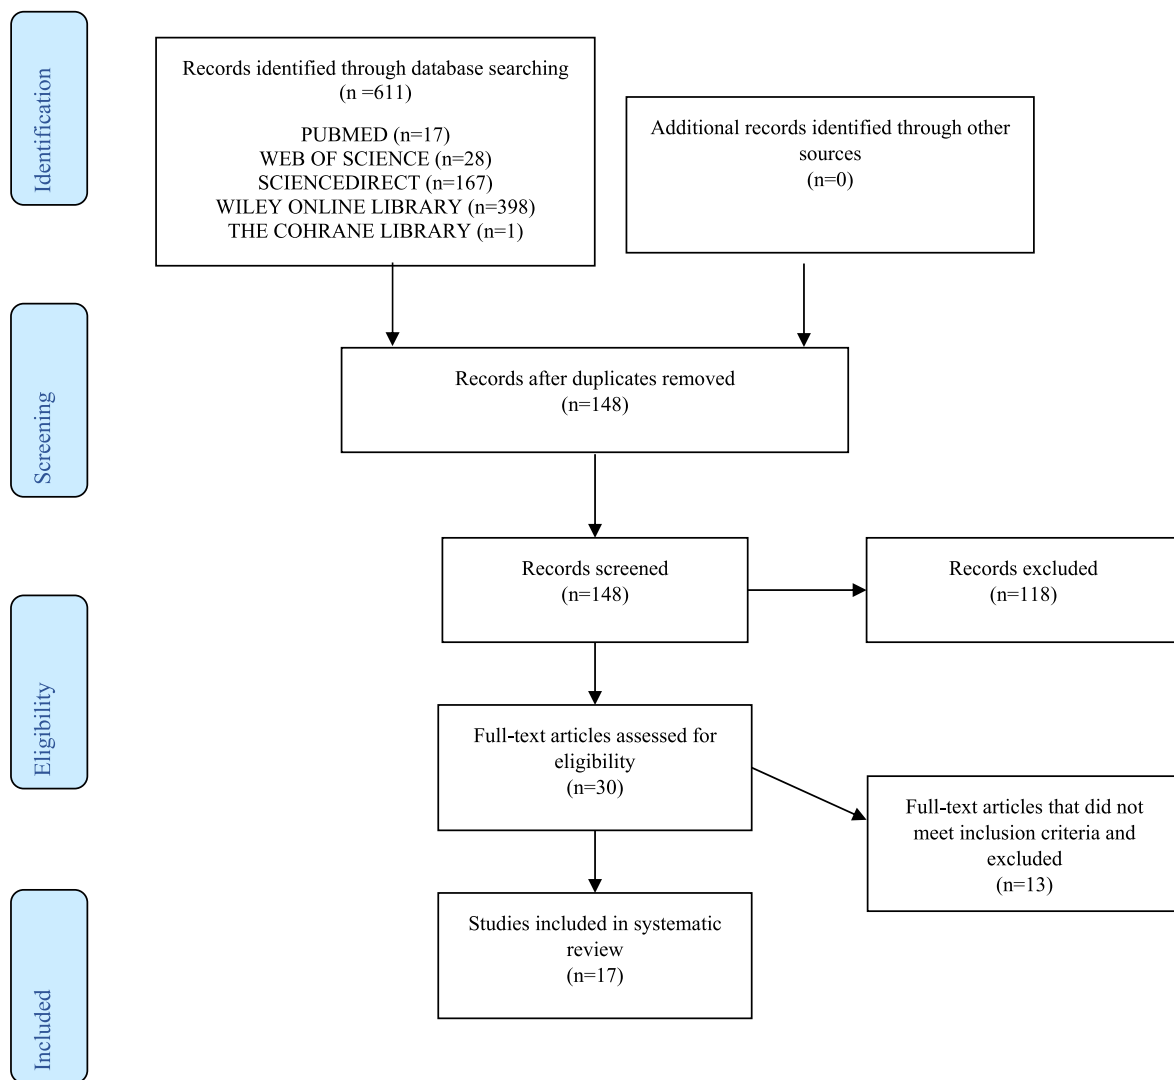 Identification
Records identified through database searching
(n =611)
PUBMED (n=17)
WEB OF SCIENCE (n=28)
SCIENCEDIRECT (n=167)
WILEY ONLINE LIBRARY (n=398)
THE COHRANE LIBRARY (n=1)
Additional records identified through other
sources
(n=0)
Screening
Records after duplicates removed
(n=148)
Records screened
(n=148)
Records excluded
(n=118)
Eligibility
Full-text articles assessed for
eligibility
(n=30)
Full-text articles that did not
meet inclusion criteria and
excluded
(n=13)
Included
Studies included in systematic
review
(n=17)